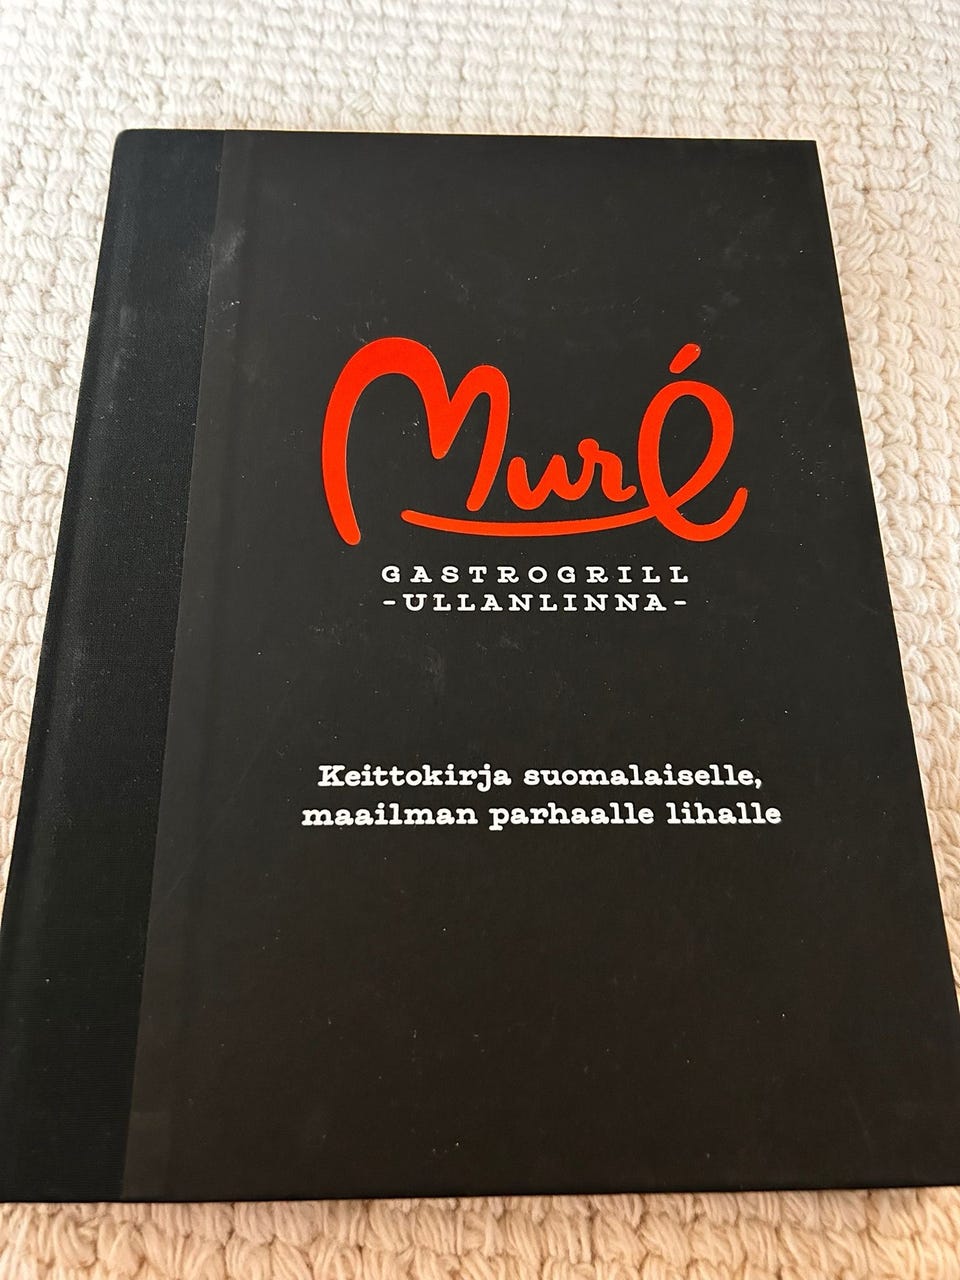 Muré
GASTROGRILL
-ULLANLINNA-
Keittokirja suomalaiselle,
maailman parhaalle lihalle